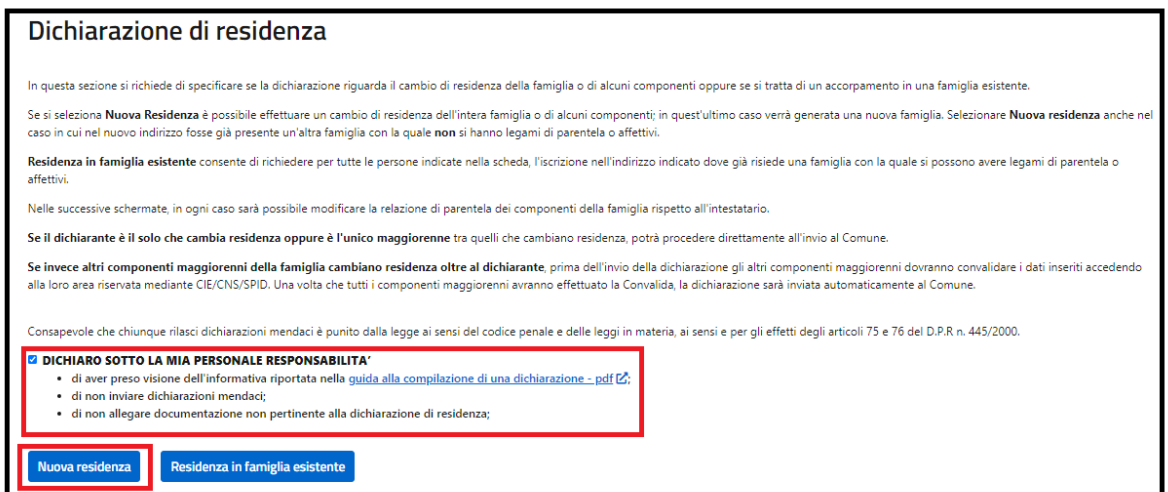 Dichiarazione di residenza
In questa sezione si richiede di specificare se la dichiarazione riguarda il cambio di residenza della famiglia o di alcuni componenti oppure se si tratta di un accorpamento in una famiglia esistente.
Se si seleziona Nuova Residenza è possibile effettuare un cambio di residenza dell'intera famiglia o di alcuni componenti; in quest'ultimo caso verrà generata una nuova famiglia. Selezionare Nuova residenza anche nel
caso in cui nel nuovo indirizzo fosse già presente un'altra famiglia con la quale non si hanno legami di parentela o affettivi.
Residenza in famiglia esistente consente di richiedere per tutte le persone indicate nella scheda, l'iscrizione nell'indirizzo indicato dove già risiede una famiglia con la quale si possono avere legami di parentela o
affettivi.
Nelle successive schermate, in ogni caso sarà possibile modificare la relazione di parentela dei componenti della famiglia rispetto all'intestatario.
Se il dichiarante è il solo che cambia residenza oppure è l'unico maggiorenne tra quelli che cambiano residenza, potrà procedere direttamente all'invio al Comune.
Se invece altri componenti maggiorenni della famiglia cambiano residenza oltre al dichiarante, prima dell'invio della dichiarazione gli altri componenti maggiorenni dovranno convalidare i dati inseriti accedendo
alla loro area riservata mediante CIE/CNS/SPID. Una volta che tutti i componenti maggiorenni avranno effettuato la Convalida, la dichiarazione sarà inviata automaticamente al Comune.
Consapevole che chiunque rilasci dichiarazioni mendaci è punito dalla legge ai sensi del codice penale e delle leggi in materia, ai sensi e per gli effetti degli articoli 75 e 76 del D.P.R n. 445/2000.
DICHIARO SOTTO LA MIA PERSONALE RESPONSABILITA'
• di aver preso visione dell'informativa riportata nella guida alla compilazione di una dichiarazione - pdf;
• di non inviare dichiarazioni mendaci;
• di non allegare documentazione non pertinente alla dichiarazione di residenza;
Nuova residenza Residenza in famiglia esistente